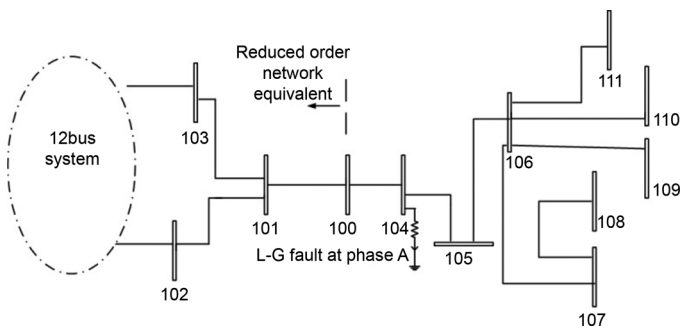 Reduced order
network
equivalent
12bus
system
103
101
100
104
L-G fault at phase A
102
105
106
111
110
109
108
107